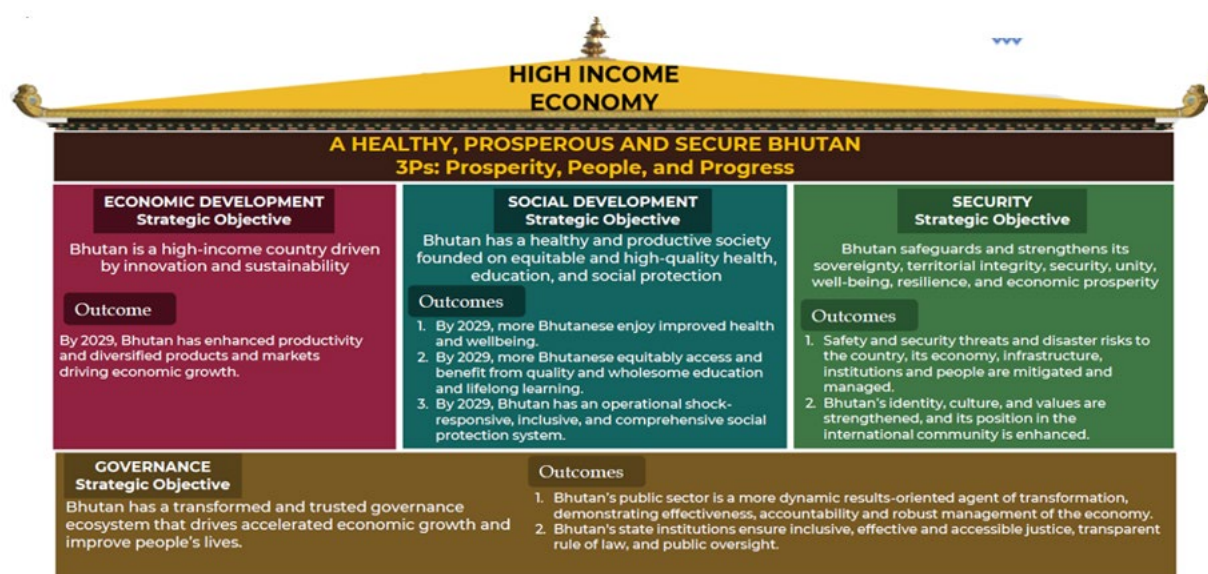 HIGH INCOME
ECONOMY
A HEALTHY, PROSPEROUS AND SECURE BHUTAN
3Ps: Prosperity, People, and Progress
ECONOMIC DEVELOPMENT
Strategic Objective
Bhutan is a high-income country driven
by innovation and sustainability
Outcome
By 2029, Bhutan has enhanced productivity
and diversified products and markets
driving economic growth.
SOCIAL DEVELOPMENT
Strategic Objective
Bhutan has a healthy and productive society
founded on equitable and high-quality health,
education, and social protection
Outcomes
1. By 2029, more Bhutanese enjoy improved health
and wellbeing.
2. By 2029, more Bhutanese equitably access and
benefit from quality and wholesome education
and lifelong learning.
3. By 2029, Bhutan has an operational shock-
responsive, inclusive, and comprehensive social
protection system.
SECURITY
Strategic Objective
Bhutan safeguards and strengthens its
sovereignty, territorial integrity, security, unity,
well-being, resilience, and economic prosperity
Outcomes
1. Safety and security threats and disaster risks to
the country, its economy, infrastructure,
institutions and people are mitigated and
managed.
2. Bhutan's identity, culture, and values are
strengthened, and its position in the
international community is enhanced.
GOVERNANCE
Strategic Objective
Bhutan has a transformed and trusted governance
ecosystem that drives accelerated economic growth and
improve people's lives.
Outcomes
1. Bhutan's public sector is a more dynamic results-oriented agent of transformation,
demonstrating effectiveness, accountability and robust management of the economy.
2. Bhutan's state institutions ensure inclusive, effective and accessible justice, transparent
rule of law, and public oversight.